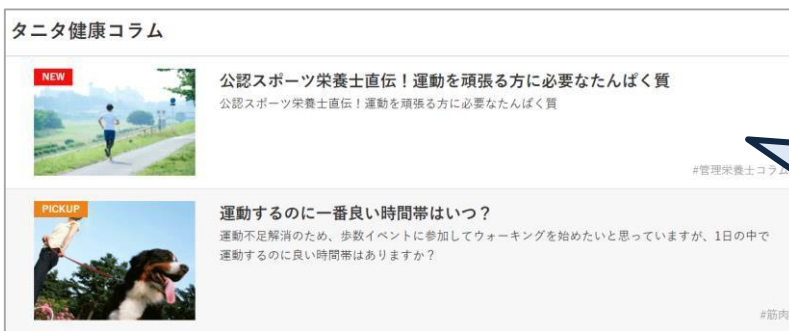 タニタ健康コラム
NEW
公認スポーツ栄養士直伝！運動を頑張る方に必要なたんぱく質
公認スポーツ栄養士直伝！運動を頑張る方に必要なたんぱく質
#管理栄養士コラム
PICKUP
運動するのに一番良い時間帯はいつ？
運動不足解消のため、歩数イベントに参加してウォーキングを始めたいと思っていますが、1日の中で
運動するのに良い時間帯はありますか？
#筋肉